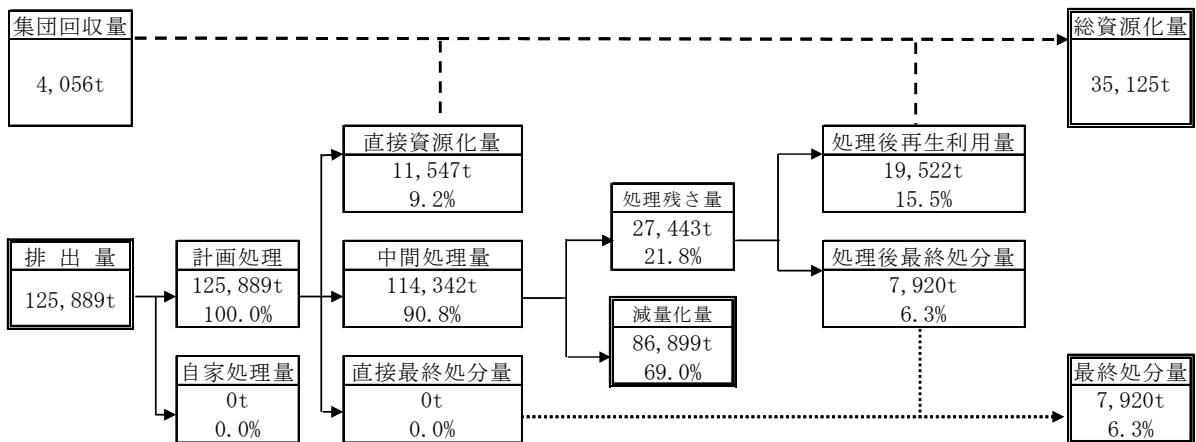 集団回収量
4,056t
総資源化量
35,125t
直接資源化量
11,547t
9.2%
処理後再生利用量
19,522t
15.5%
処理残さ量
27,443t
21.8%
排出量
125,889t
計画処理
125,889t
100.0%
中間処理量
114,342t
90.8%
処理後最終処分量
7,920t
6.3%
減量化量
86,899t
69.0%
自家処理量
0t
0.0%
直接最終処分量
0t
0.0%
最終処分量
7,920t
6.3%